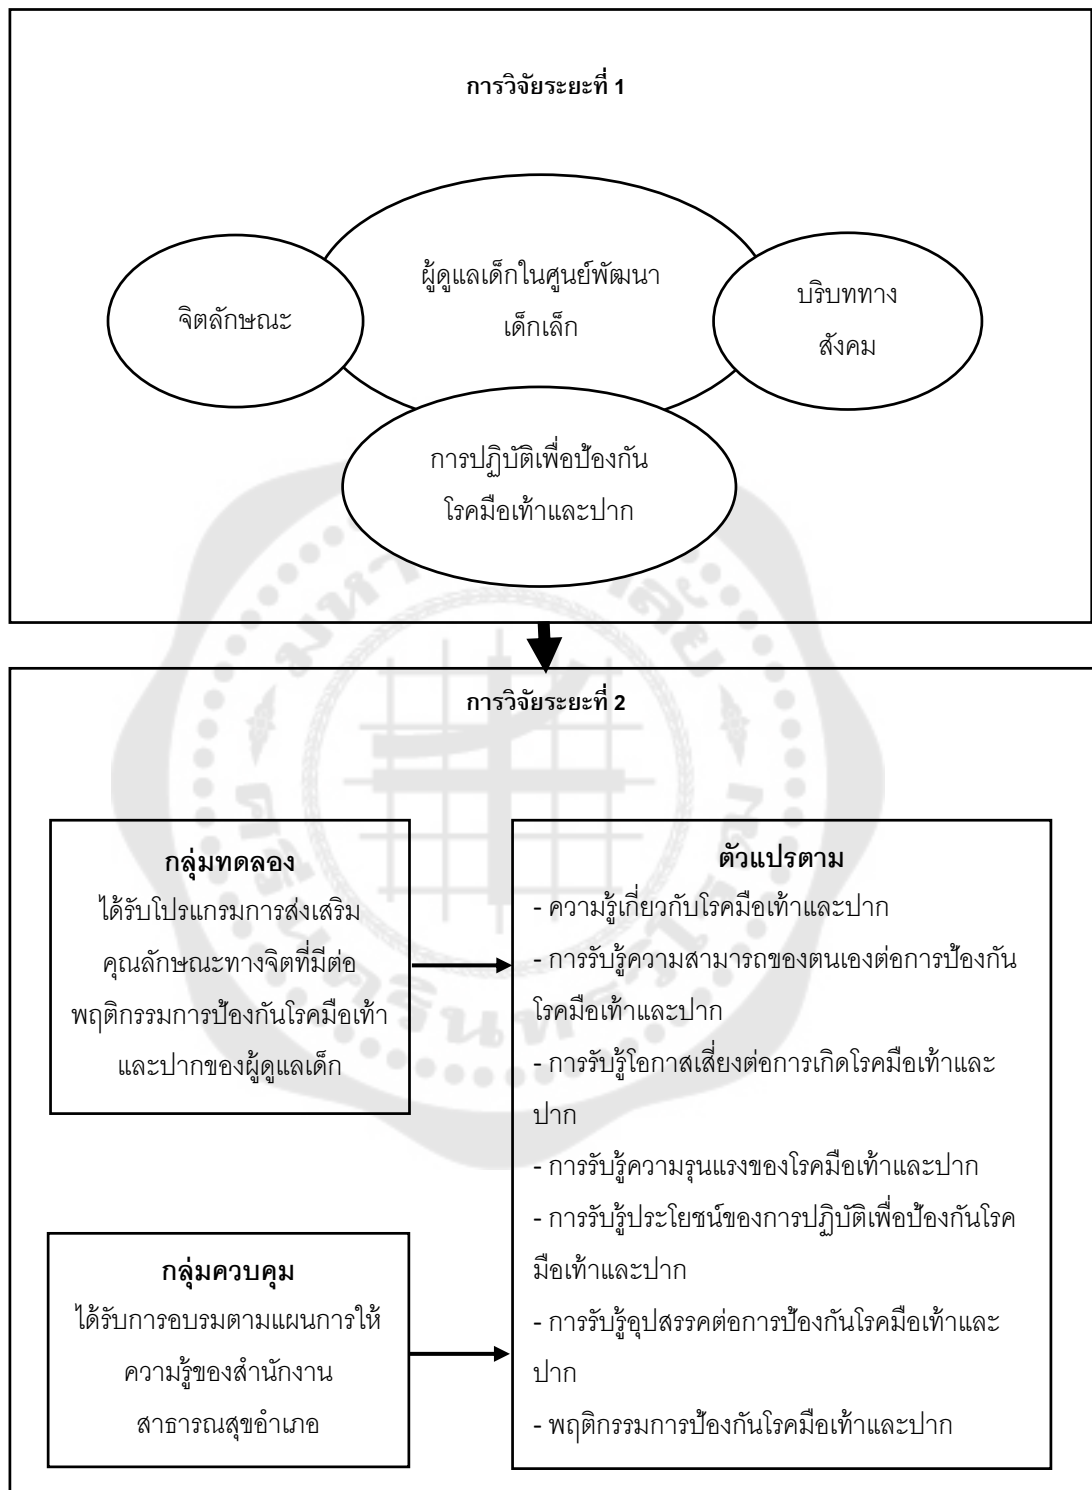 การวิจัยระยะที่ 1
ผู้ดูแลเด็กในศูนย์พัฒนา
เด็กเล็ก
จิตลักษณะ
บริบททาง
สังคม
การปฏิบัติเพื่อป้องกัน
โรคมือเท้าและปาก
การวิจัยระยะที่ 2
กลุ่มทดลอง
ได้รับโปรแกรมการส่งเสริม
คุณลักษณะทางจิตที่มีต่อ
พฤติกรรมการป้องกันโรคมือเท้า
และปากของผู้ดูแลเด็ก
กลุ่มควบคุม
ได้รับการอบรมตามแผนการให้
ความรู้ของสำนักงาน
สาธารณสุขอำเภอ
ตัวแปรตาม
- ความรู้เกี่ยวกับโรคมือเท้าและปาก
- การรับรู้ความสามารถของตนเองต่อการป้องกัน
โรคมือเท้าและปาก
- การรับรู้โอกาสเสี่ยงต่อการเกิดโรคมือเท้าและ
ปาก
- การรับรู้ความรุนแรงของโรคมือเท้าและปาก
- การรับรู้ประโยชน์ของการปฏิบัติเพื่อป้องกันโรค
มือเท้าและปาก
- การรับรู้อุปสรรคต่อการป้องกันโรคมือเท้าและ
ปาก
- พฤติกรรมการป้องกันโรคมือเท้าและปาก